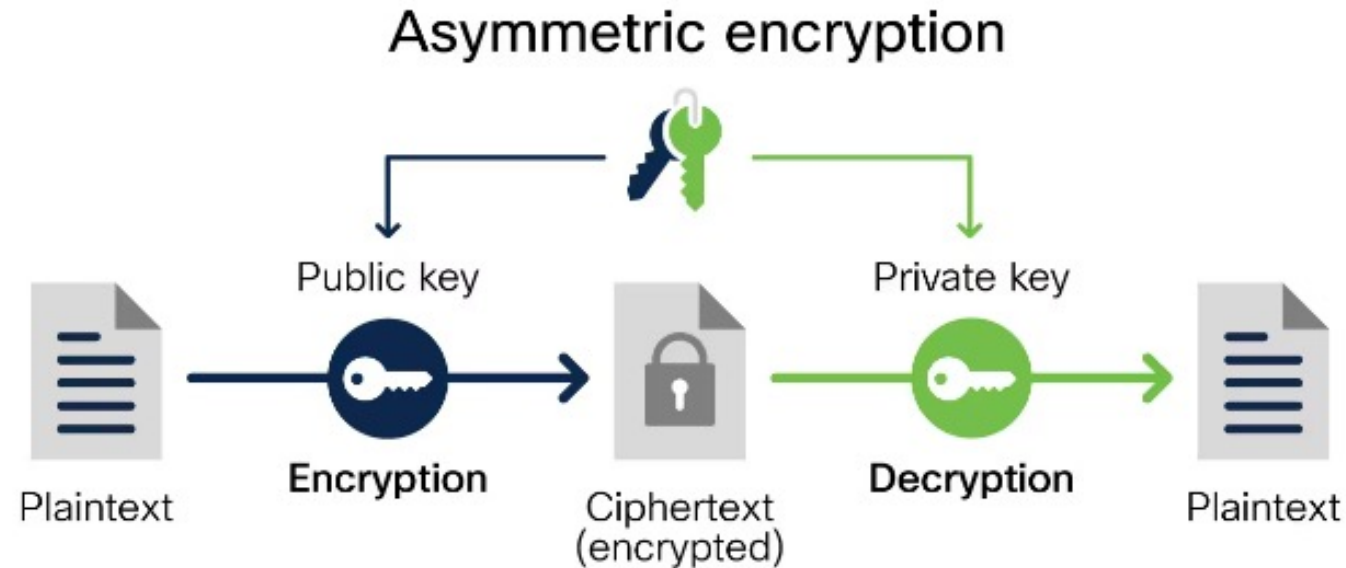 Asymmetric encryption
Public key
Private key
Encryption
Decryption
Plaintext
Ciphertext
(encrypted)
Plaintext